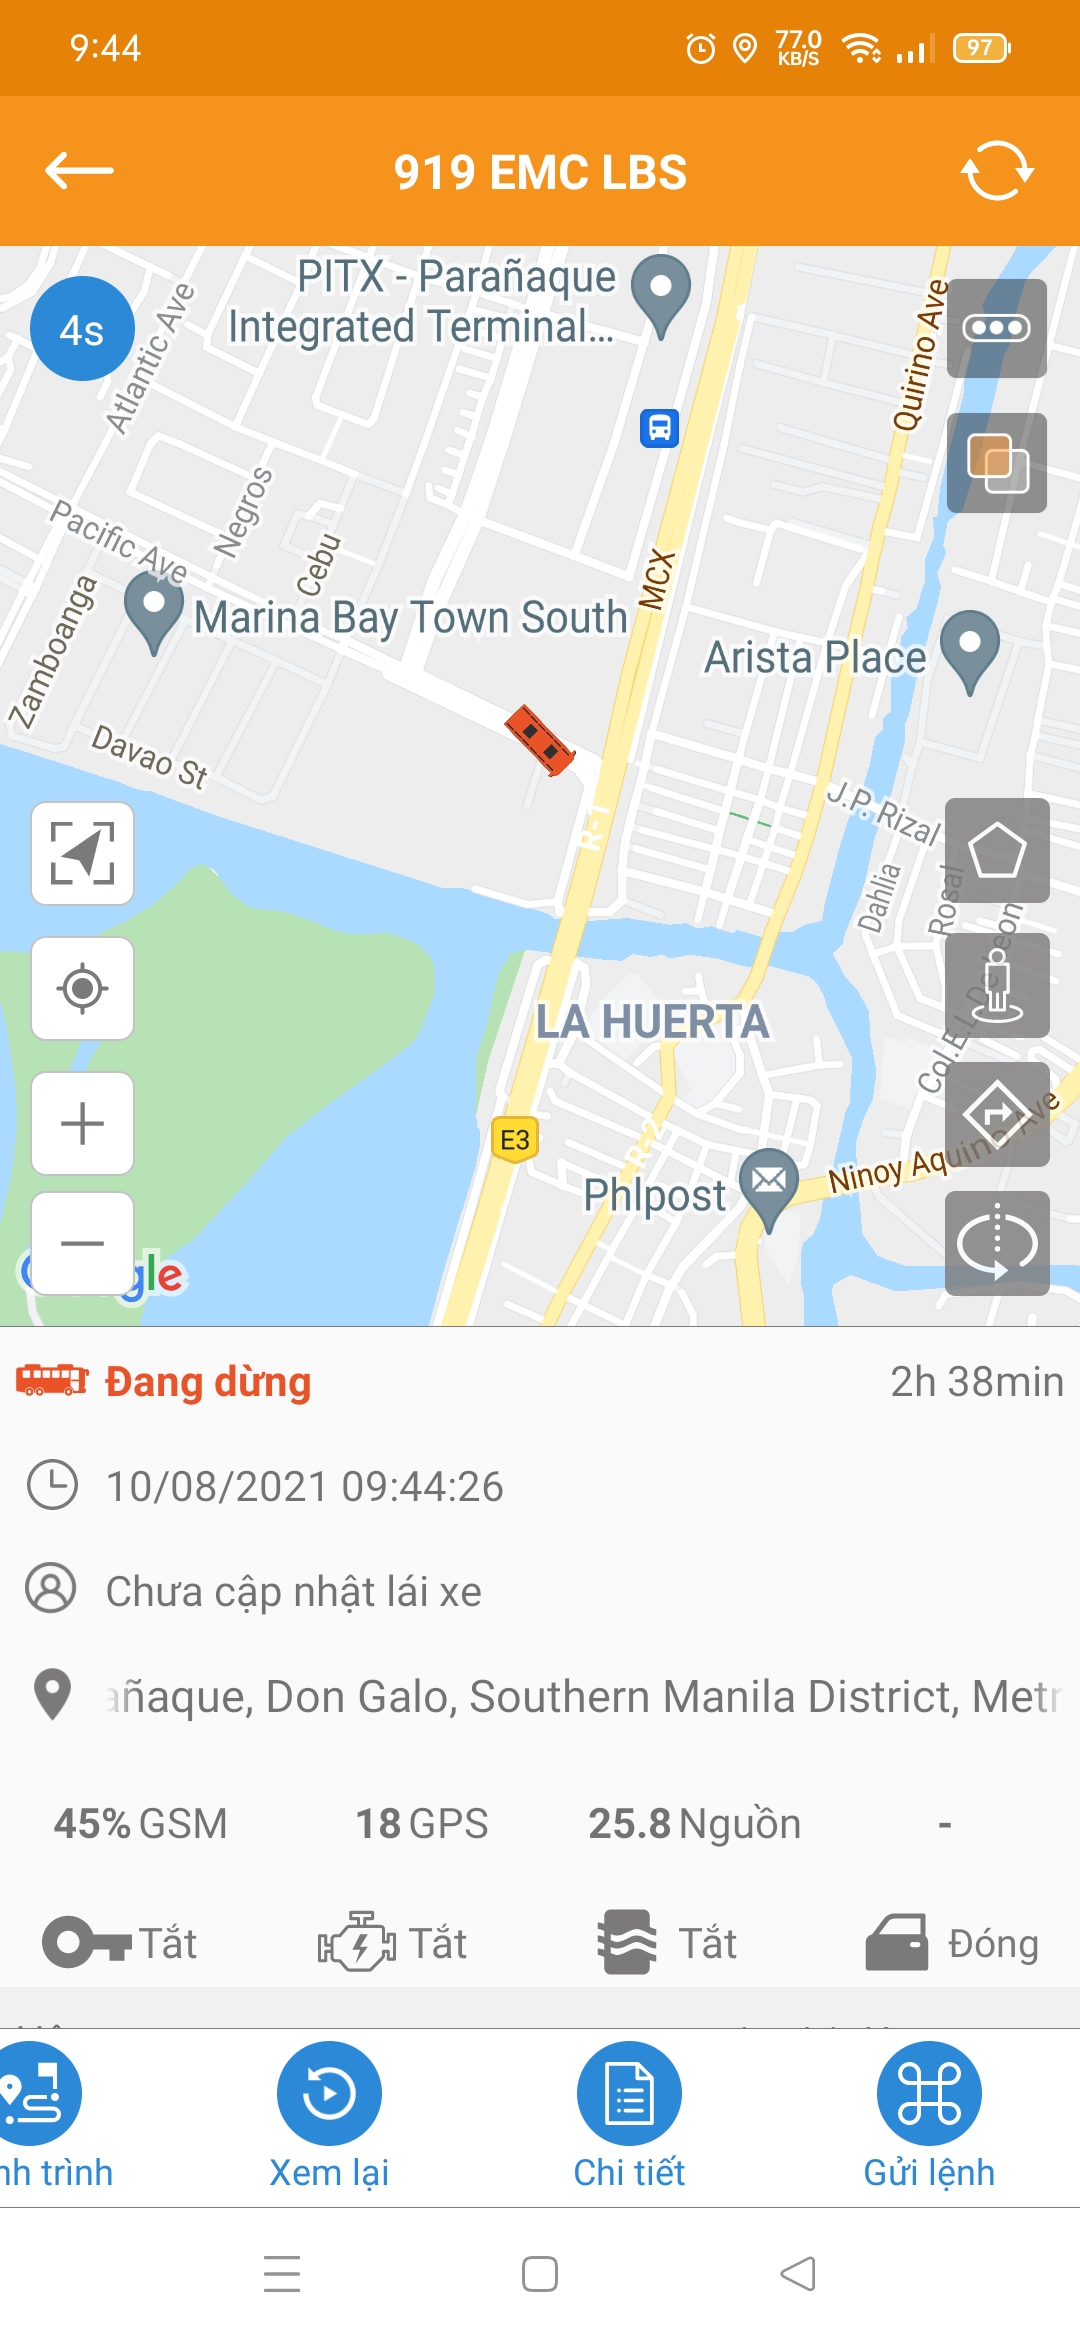 9:44
77.0
KB/S
97
919 EMC LBS
4s
PITX - Parañaque
Integrated Terminal...
Atlantic Ave
Quirino Ave
Negros
Pacific Ave
Cebu
MCX
Zamboanga
Marina Bay Town South
Arista Place
Davao St
R-1
J.P. Rizal
Dahlia
Rosal
LA HUERTA
Col.E.L.De Leon
E3
R-2
Phlpost
Ninoy Aquino Ave
gle
Đang dừng
2h 38min
10/08/2021 09:44:26
Chưa cập nhật lái xe
añaque, Don Galo, Southern Manila District, Metr
45% GSM
18 GPS
25.8 Nguồn
-
Tắt
Tắt
Tắt
Đóng
nh trình
Xem lại
Chi tiết
Gửi lệnh